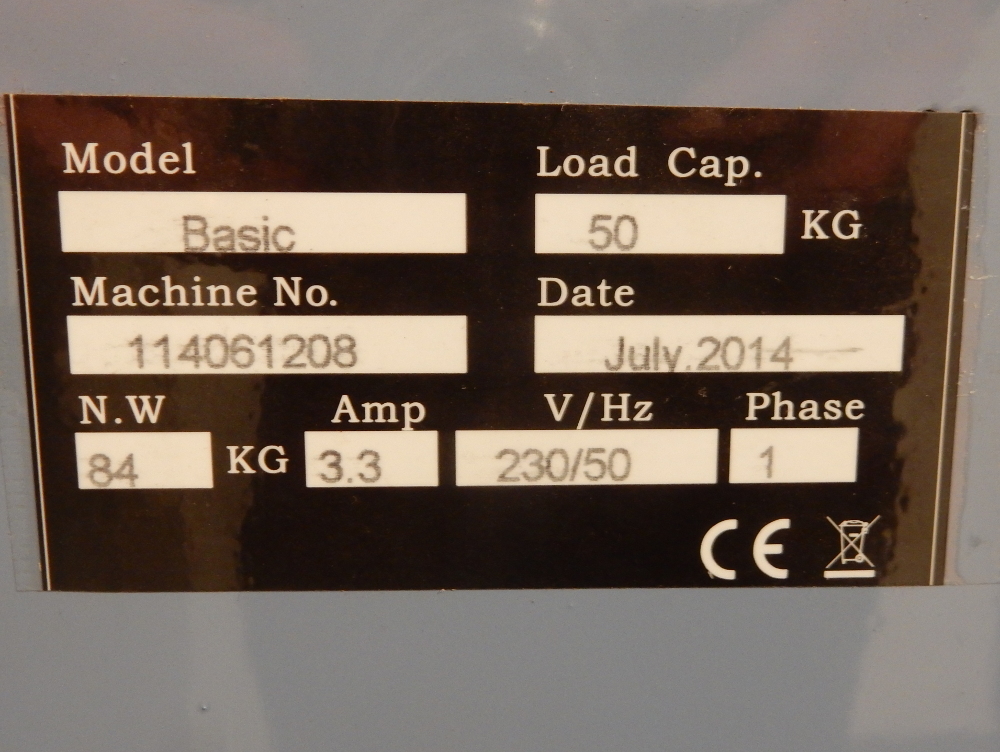 Model Load Cap.
Basic 50 KG
Machine No. Date
114061208 July.2014
N.W Amp V/Hz Phase
84 KG 3.3 230/50 1
CE